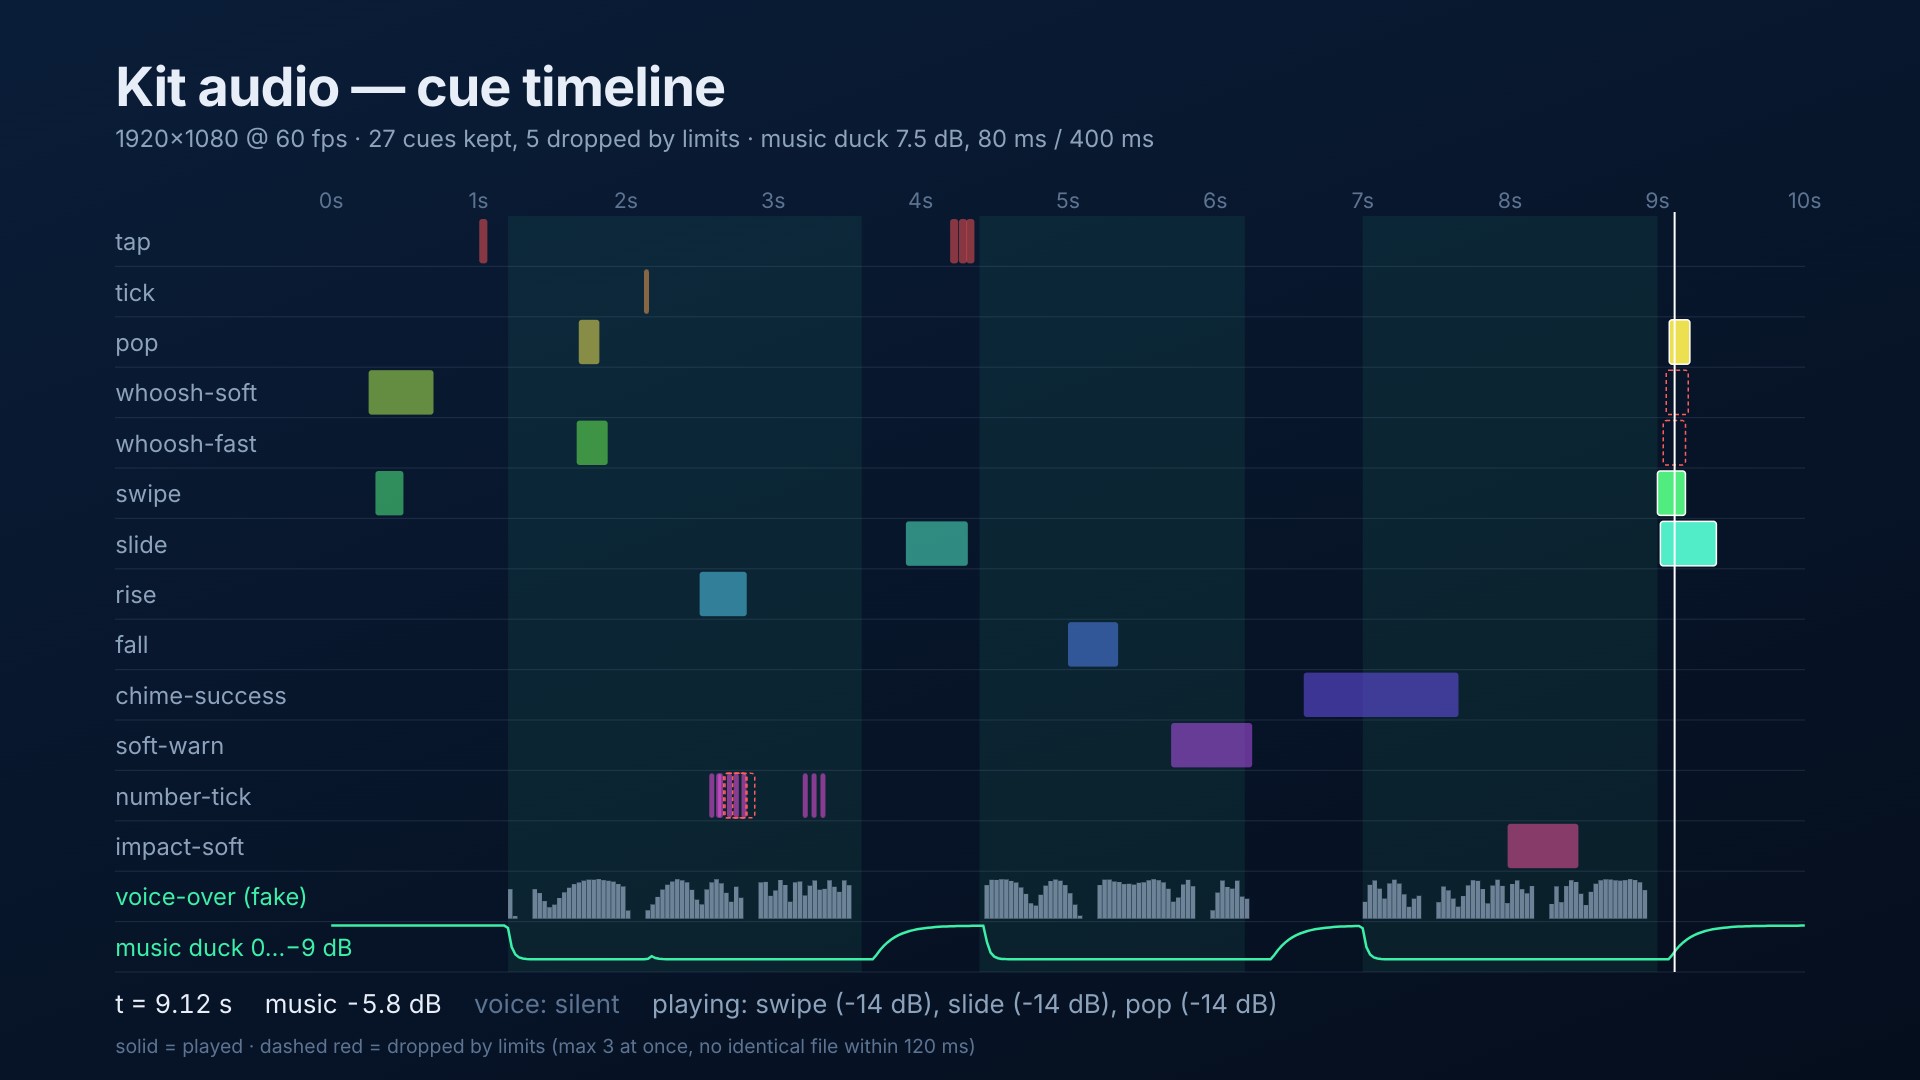 Kit audio — cue timeline
1920×1080 @ 60 fps · 27 cues kept, 5 dropped by limits · music duck 7.5 dB, 80 ms / 400 ms
0s 1s 2s 3s 4s 5s 6s 7s 8s 9s 10s
tap
tick
pop
whoosh-soft
whoosh-fast
swipe
slide
rise
fall
chime-success
soft-warn
number-tick
impact-soft
voice-over (fake)
music duck 0…−9 dB
t = 9.12 s music -5.8 dB voice: silent playing: swipe (-14 dB), slide (-14 dB), pop (-14 dB)
solid = played · dashed red = dropped by limits (max 3 at once, no identical file within 120 ms)